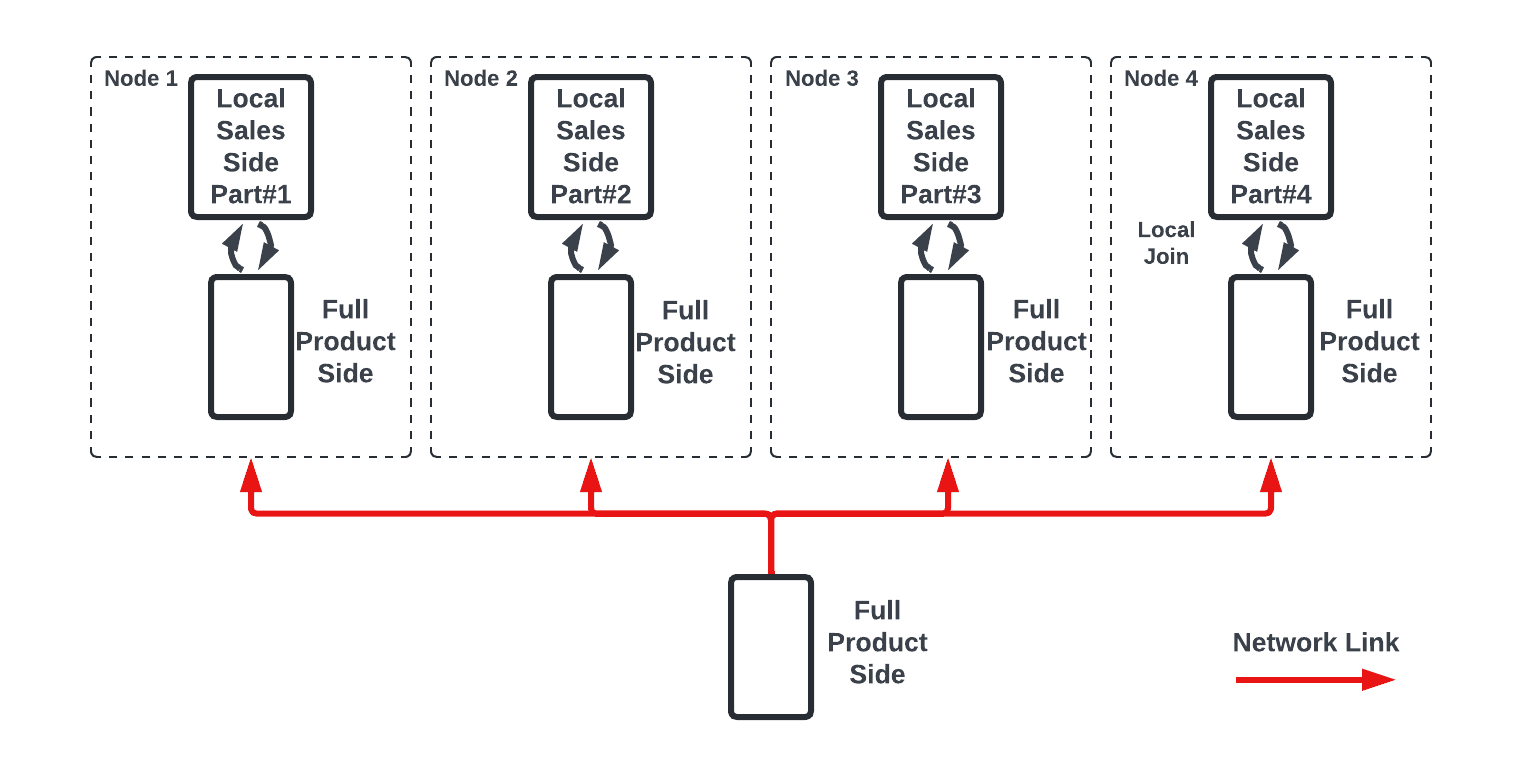 Node 1
Local
Sales
Side
Part#1
Full
Product
Side
Node 2
Local
Sales
Side
Part#2
Full
Product
Side
Node 3
Local
Sales
Side
Part#3
Full
Product
Side
Node 4
Local
Sales
Side
Part#4
Local
Join
Full
Product
Side
Full
Product
Side
Network Link